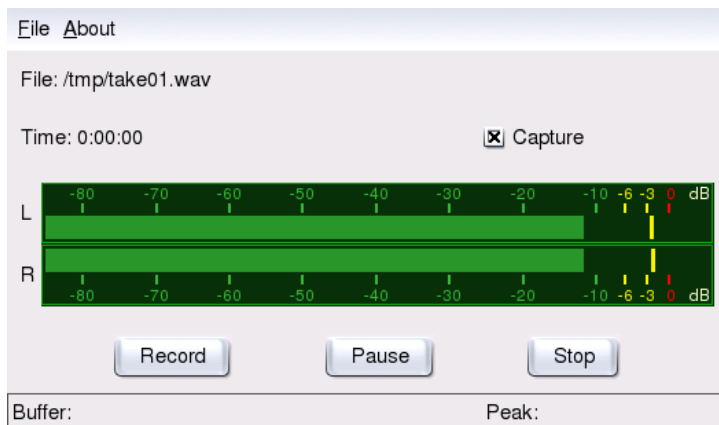 File About
File: /tmp/take01.wav
Time: 0:00:00 Capture
-80 -70 -60 -50 -40 -30 -20 -10 -6 -3 0 dB
L
R
-80 -70 -60 -50 -40 -30 -20 -10 -6 -3 0 dB
Record Pause Stop
Buffer: Peak: